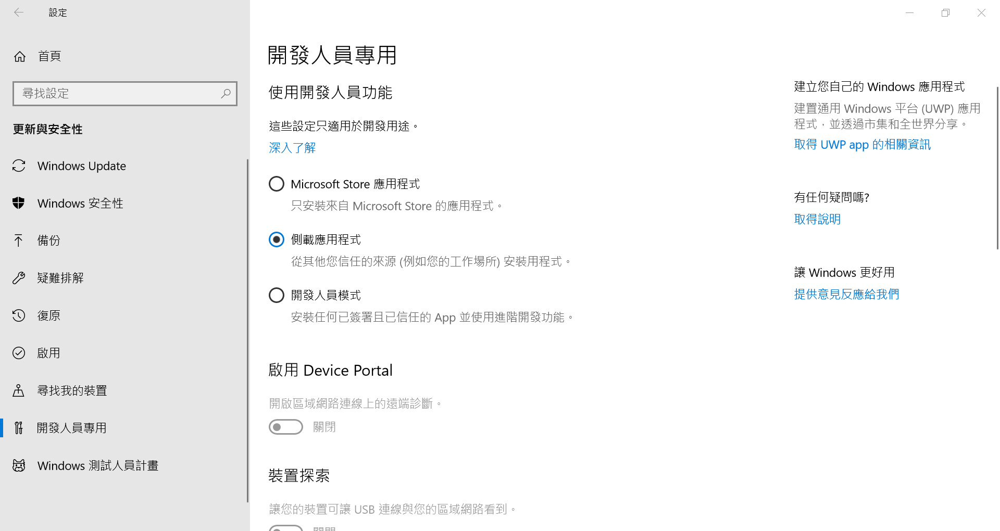 設定
首頁
尋找設定
更新與安全性
Windows Update
Windows 安全性
備份
疑難排解
復原
啟用
尋找我的裝置
開發人員專用
Windows 測試人員計畫
開發人員專用
使用開發人員功能
這些設定只適用於開發用途。
深入了解
Microsoft Store 應用程式
只安裝來自 Microsoft Store 的應用程式。
側載應用程式
從其他您信任的來源 (例如您的工作場所) 安裝用程式。
開發人員模式
安裝任何已簽署且已信任的 App 並使用進階開發功能。
啟用 Device Portal
開啟區域網路連線上的遠端診斷。
關閉
裝置探索
讓您的裝置可讓 USB 連線與您的區域網路看到。
建立您自己的 Windows 應用程式
建置通用 Windows 平台 (UWP) 應用
程式，並透過市集和全世界分享。
取得 UWP app 的相關資訊
有任何疑問嗎?
取得說明
讓 Windows 更好用
提供意見反應給我們